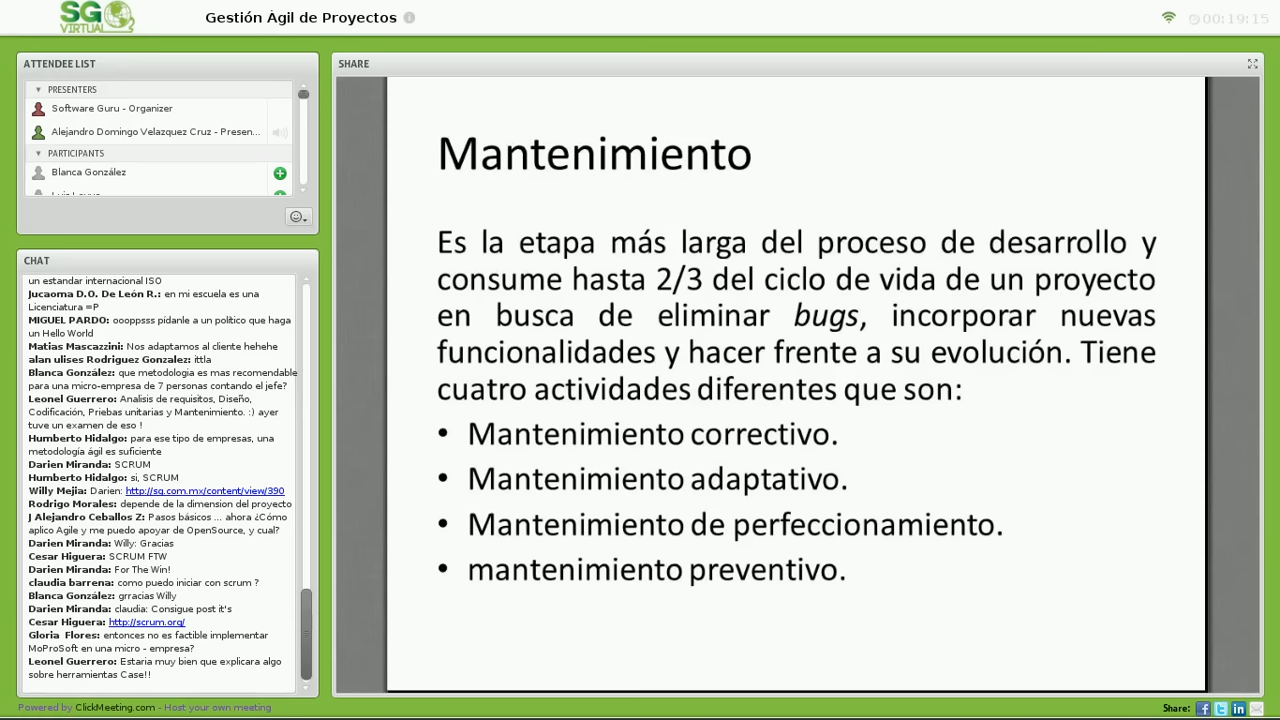 SG
VIRTUAL
Gestión Ágil de Proyectos
00:19:15
ATTENDEE LIST
PRESENTERS
Software Guru - Organizer
Alejandro Domingo Velazquez Cruz - Presen...
PARTICIPANTS
Blanca González
CHAT
un estandar internacional ISO
Jucaoma D.O. De León R.: en mi escuela es una
Licenciatura =P
MIGUEL PARDO: oooppsss pídanle a un político que haga
un Hello World
Matias Mascazzini: Nos adaptamos al cliente hehehe
alan ulises Rodriguez Gonzalez: ittla
Blanca González: que metodologia es mas recomendable
para una micro-empresa de 7 personas contando el jefe?
Leonel Guerrero: Analisis de requisitos, Diseño,
Codificación, Priebas unitarias y Mantenimiento. :) ayer
tuve un examen de eso !
Humberto Hidalgo: para ese tipo de empresas, una
metodología ágil es suficiente
Darien Miranda: SCRUM
Humberto Hidalgo: si, SCRUM
Willy Mejia: Darien: http://sg.com.mx/content/view/390
Rodrigo Morales: depende de la dimension del proyecto
J Alejandro Ceballos Z: Pasos básicos ... ahora ¿Cómo
aplico Agile y me puedo apoyar de OpenSource, y cual?
Darien Miranda: Willy: Gracias
Cesar Higuera: SCRUM FTW
Darien Miranda: For The Win!
claudia barrena: como puedo iniciar con scrum ?
Blanca González: grracias Willy
Darien Miranda: claudia: Consigue post it's
Cesar Higuera: http://scrum.org/
Gloria Flores: entonces no es factible implementar
MoProSoft en una micro - empresa?
Leonel Guerrero: Estaria muy bien que explicara algo
sobre herramientas Case!!
SHARE
Mantenimiento
Es la etapa más larga del proceso de desarrollo y
consume hasta 2/3 del ciclo de vida de un proyecto
en busca de eliminar bugs, incorporar nuevas
funcionalidades y hacer frente a su evolución. Tiene
cuatro actividades diferentes que son:
• Mantenimiento correctivo.
• Mantenimiento adaptativo.
• Mantenimiento de perfeccionamiento.
• mantenimiento preventivo.
Powered by ClickMeeting.com - Host your own meeting
Share: